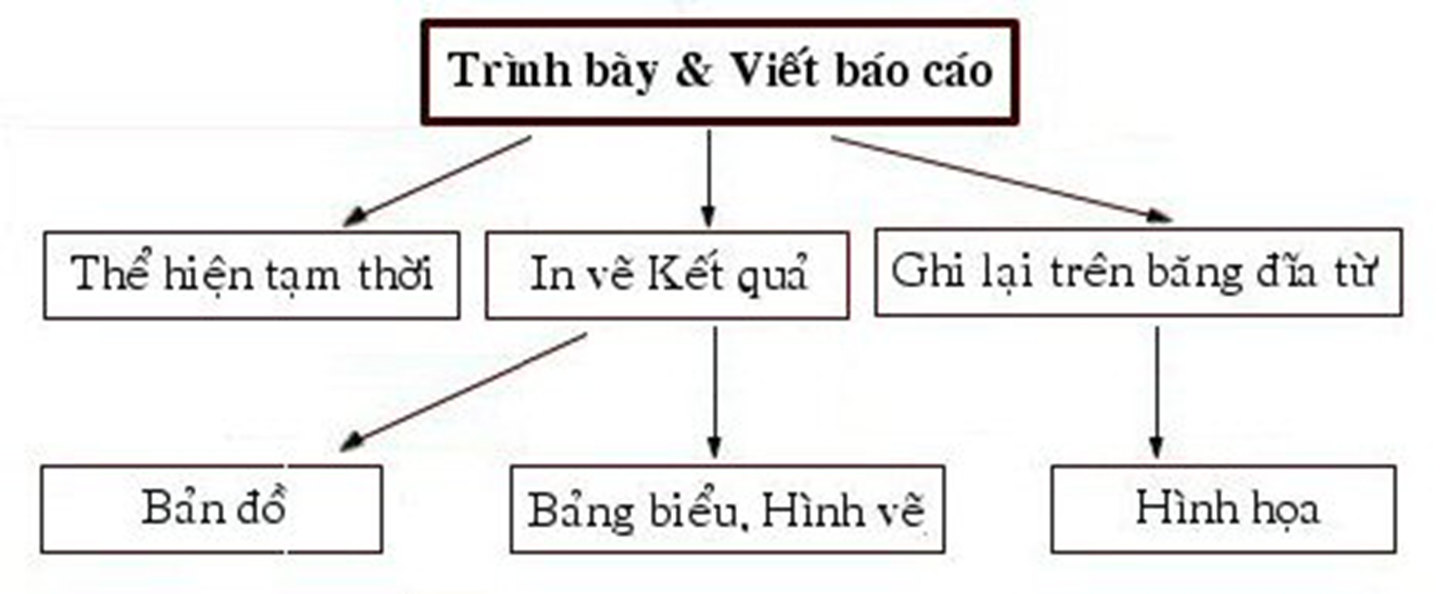 Trình bày & Viết báo cáo
Thể hiện tạm thời
In vẽ Kết quả
Ghi lại trên băng đĩa từ
Bản đồ
Bảng biểu, Hình vẽ
Hình họa